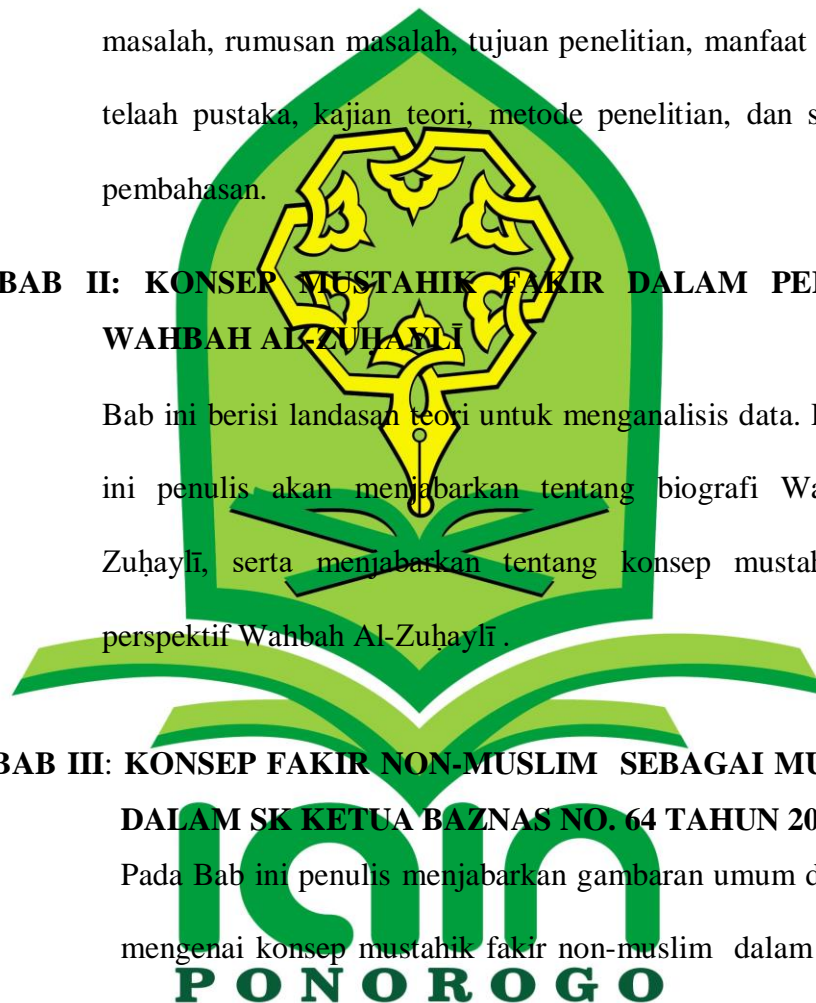 masalah, rumusan masalah, tujuan penelitian, manfaat
telaah pustaka, kajian teori, metode penelitian, dan
pembahasan.
BAB II: KONSEP MUSTAHIK FAKIR DALAM
WAHBAH AL-ZUḤAYLĪ
Bab ini berisi landasan teori untuk menganalisis data.
ini penulis akan menjabarkan tentang biografi
Zuḥaylī, serta menjabarkan tentang konsep
perspektif Wahbah Al-Zuḥaylī .
BAB III: KONSEP FAKIR NON-MUSLIM SEBAGAI
DALAM SK KETUA BAZNAS NO. 64 TAHUN
Pada Bab ini penulis menjabarkan gambaran umum
mengenai konsep mustahik fakir non-muslim dalam
iain
PONOROGO